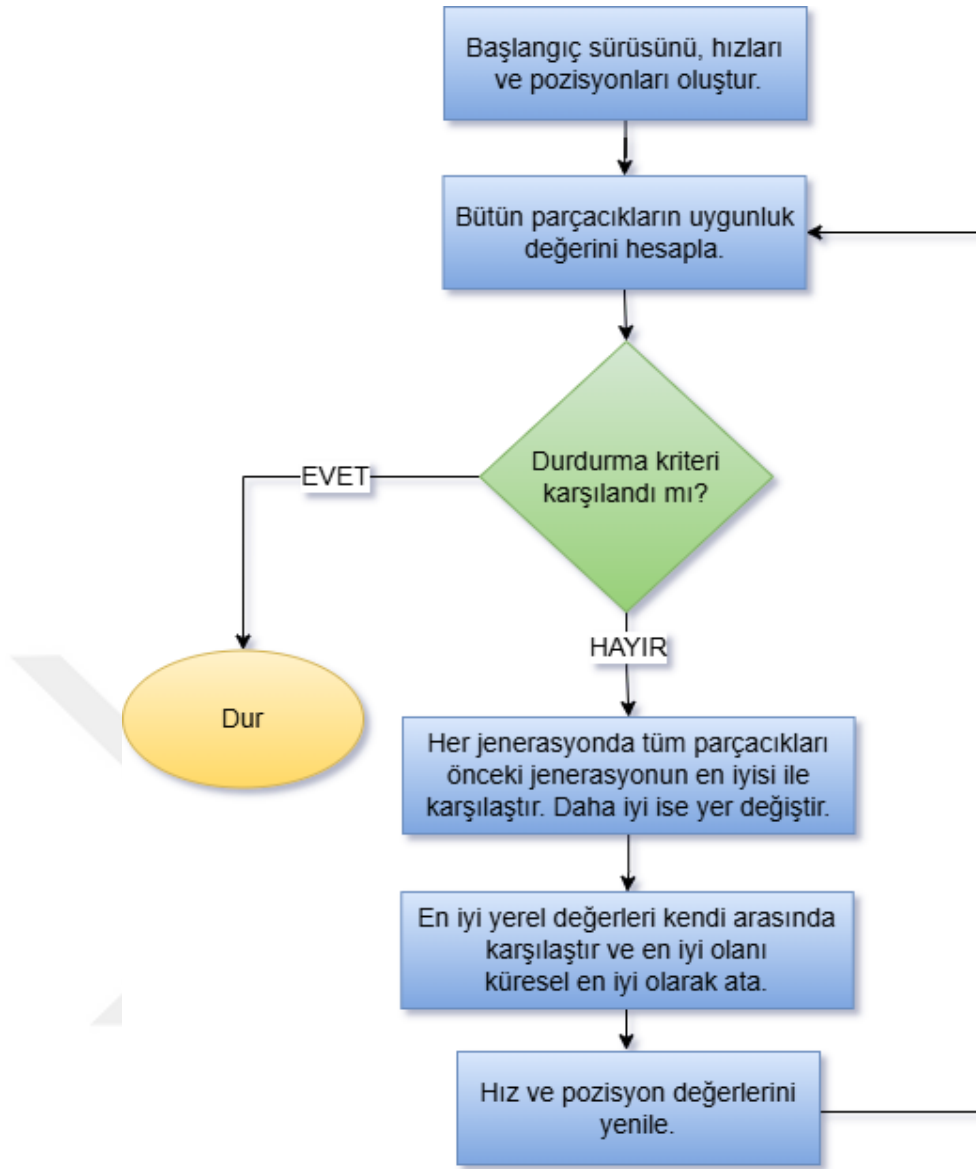 Başlangıç sürüsünü, hızları
ve pozisyonları oluştur.
Bütün parçacıkların uygunluk
değerini hesapla.
Durdurma kriteri
karşılandı mı?
EVET
HAYIR
Dur
Her jenerasyonda tüm parçacıkları
önceki jenerasyonun en iyisi ile
karşılaştır. Daha iyi ise yer değiştir.
En iyi yerel değerleri kendi arasında
karşılaştır ve en iyi olanı
küresel en iyi olarak ata.
Hız ve pozisyon değerlerini
yenile.